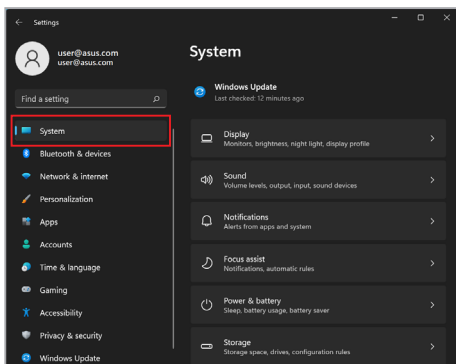 Settings
user@asus.com
user@asus.com
Find a setting
System
Bluetooth & devices
Network & internet
Personalization
Apps
Accounts
Time & language
Gaming
Accessibility
Privacy & security
Windows Update
System
Windows Update
Last checked: 12 minutes ago
Display
Monitors, brightness, night light, display profile
Sound
Volume levels, output, input, sound devices
Notifications
Alerts from apps and system
Focus assist
Notifications, automatic rules
Power & battery
Sleep, battery usage, battery saver
Storage
Storage space, drives, configuration rules